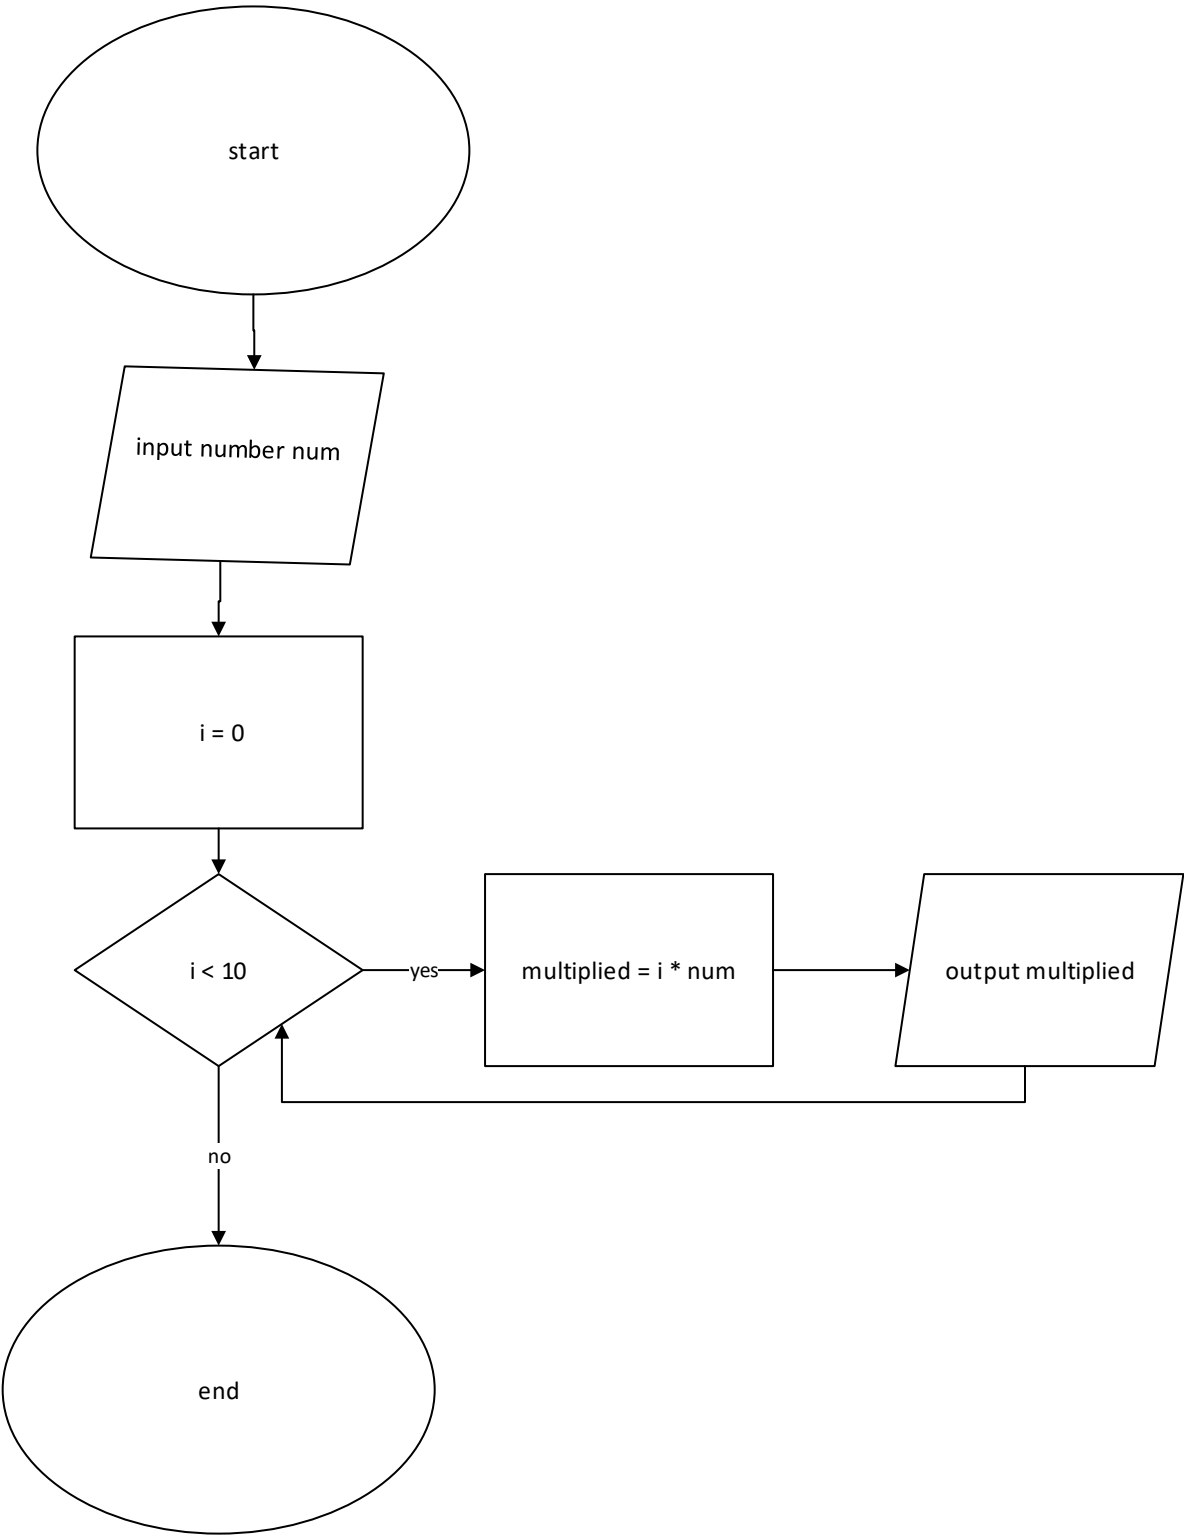 start
input number num
i = 0
i < 10
yes
multiplied = i * num
output multiplied
no
end